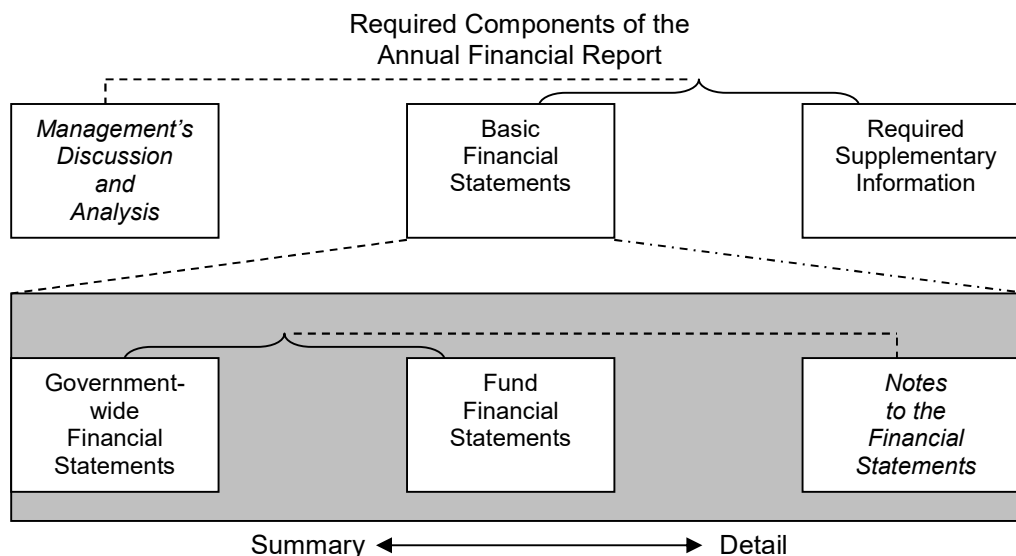 Required Components of the
Annual Financial Report
Management’s
Discussion
and
Analysis
Basic
Financial
Statements
Required
Supplementary
Information
Government-
wide
Financial
Statements
Fund
Financial
Statements
Notes
to the
Financial
Statements
Summary
Detail